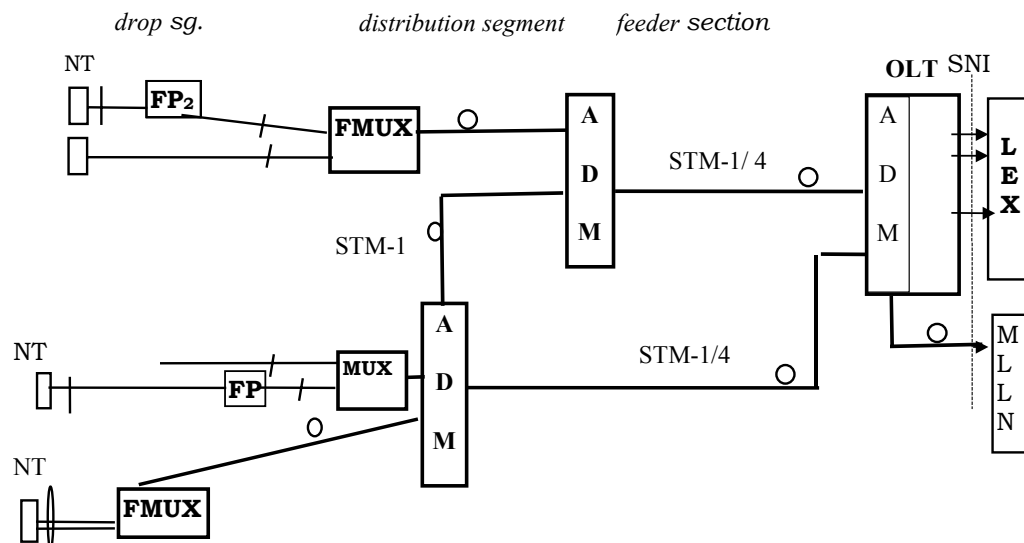 drop sg. distribution segment feeder section
NT
FP2
FMUX
A
D
M
STM-1/ 4
OLT
A
D
M
SNI
L
E
X
STM-1
A
D
M
STM-1/4
NT
MUX
FP
NT
FMUX
M
L
L
N